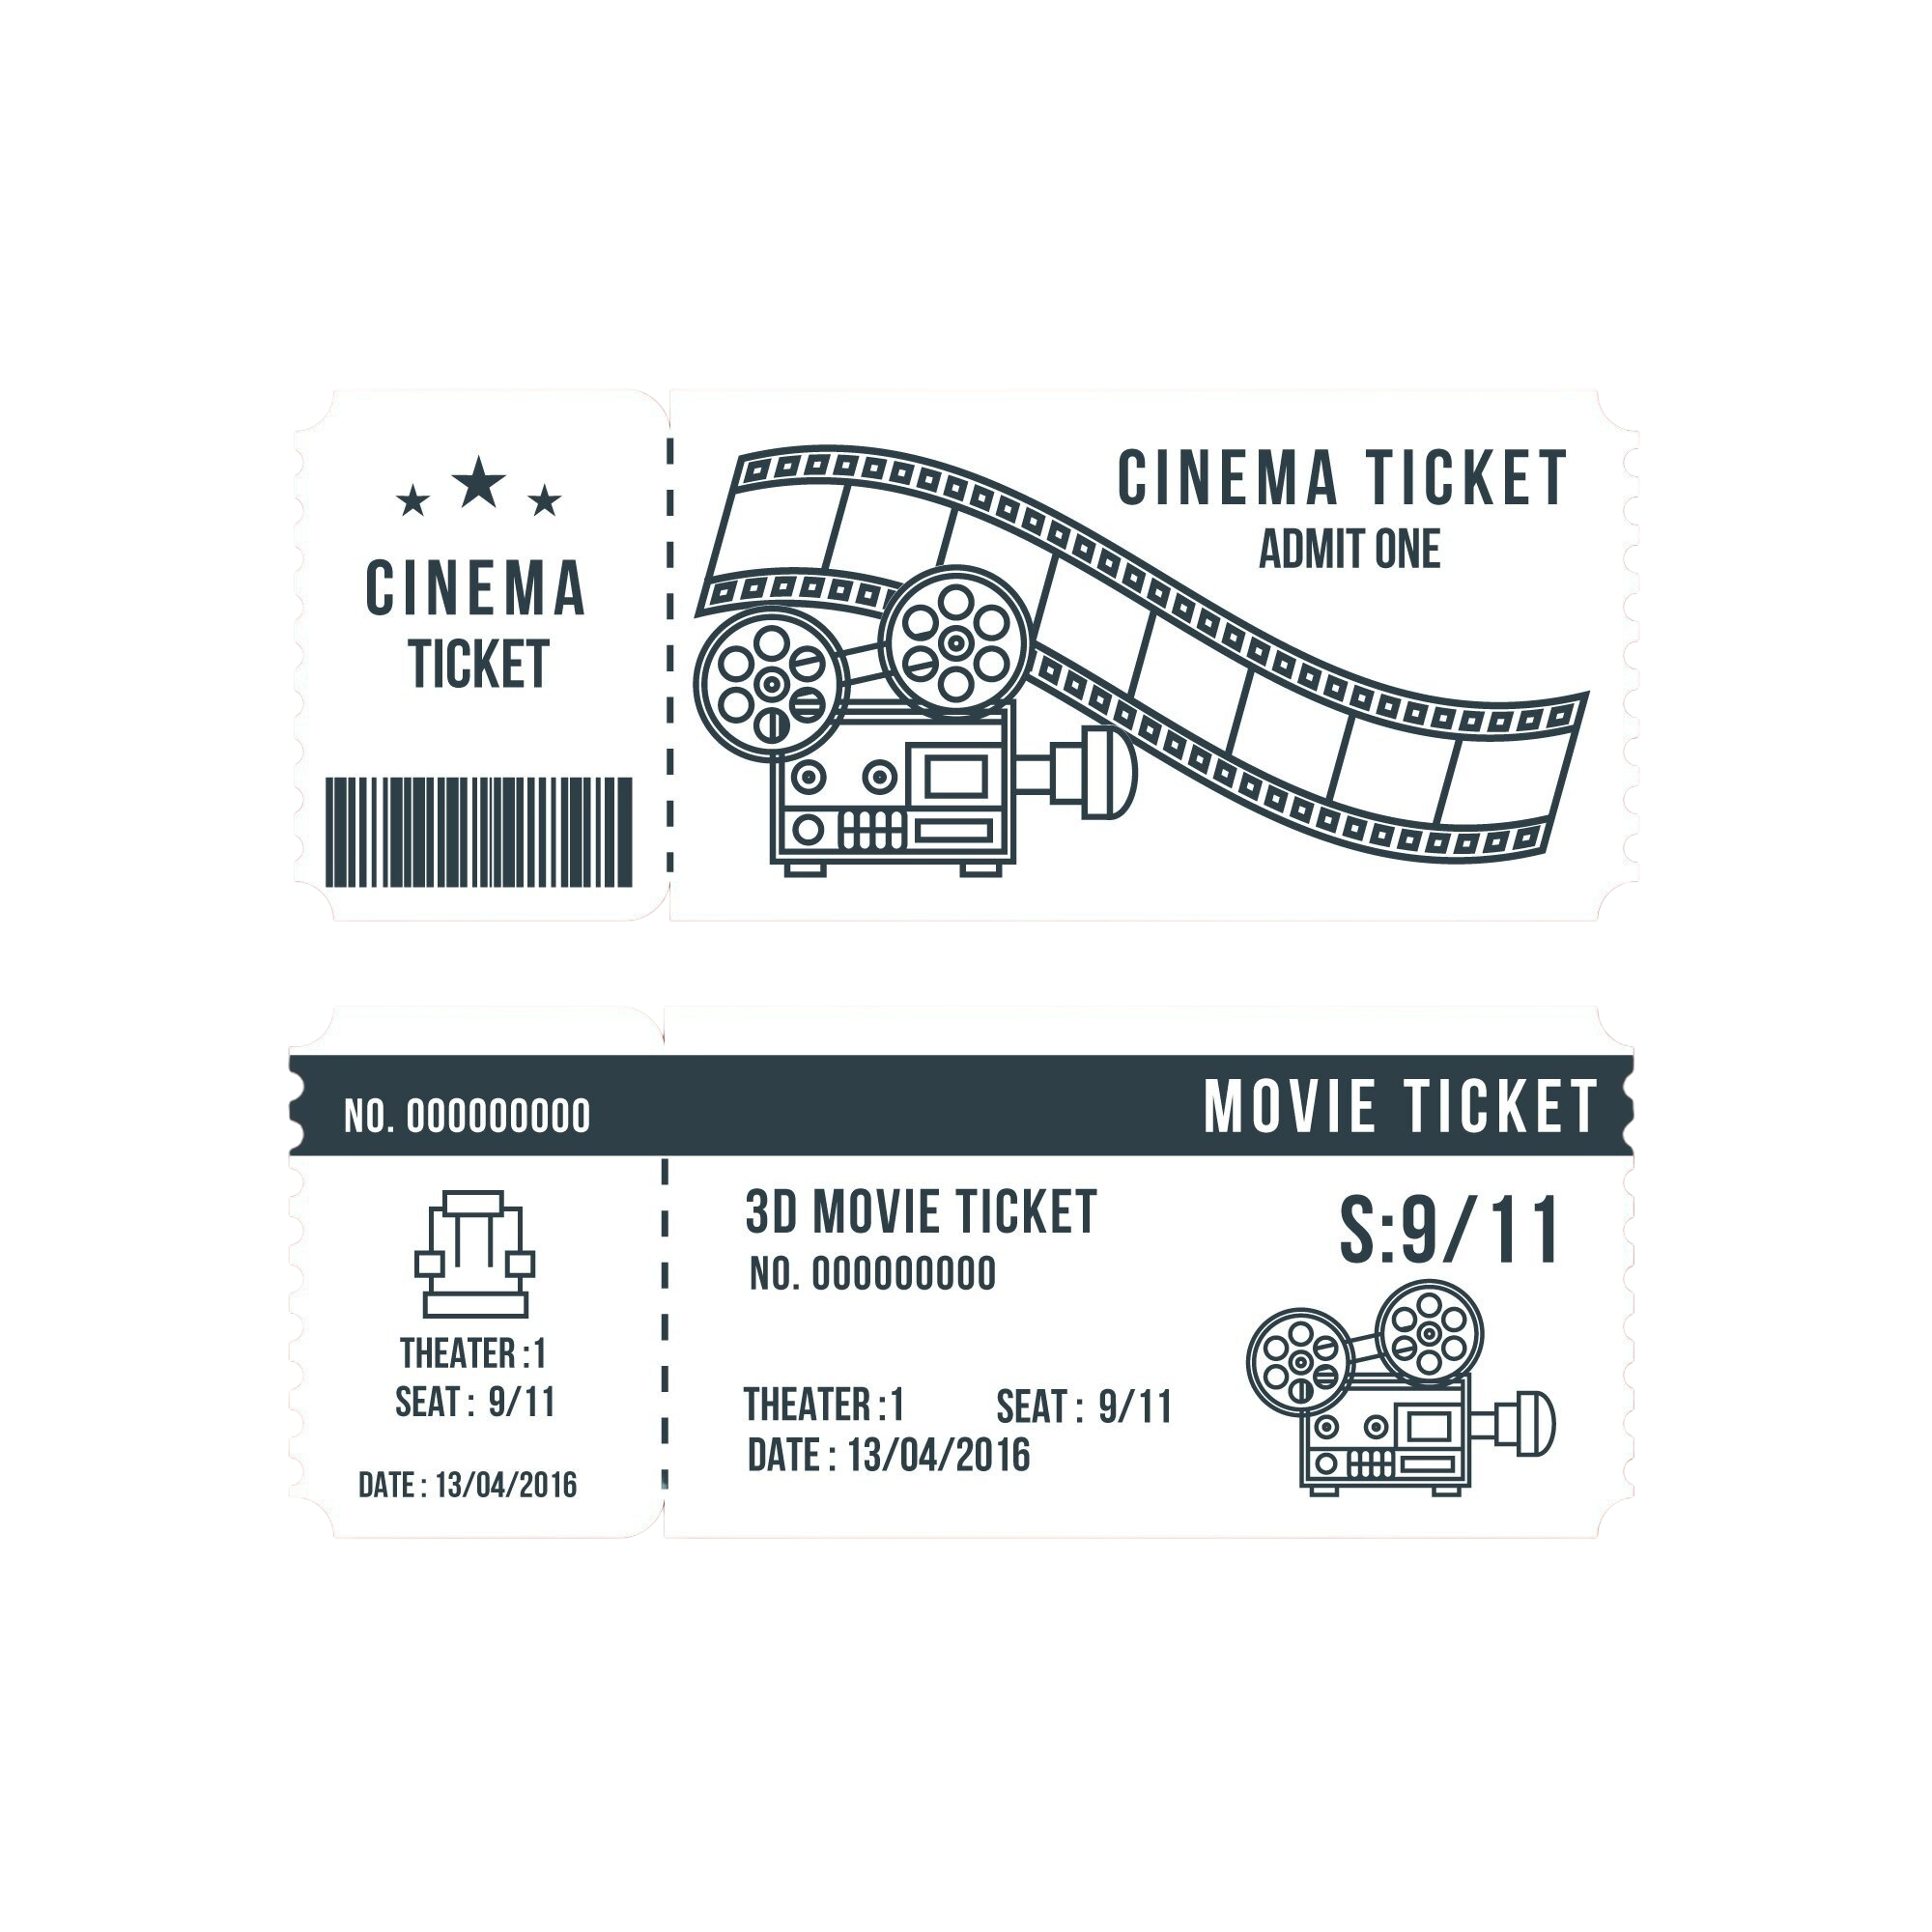 CINEMA
TICKET
CINEMA TICKET
ADMIT ONE
NO. 000000000
MOVIE TICKET
THEATER :1
SEAT : 9/11
DATE : 13/04/2016
3D MOVIE TICKET
NO. 000000000
S:9/11
THEATER :1 SEAT : 9/11
DATE : 13/04/2016